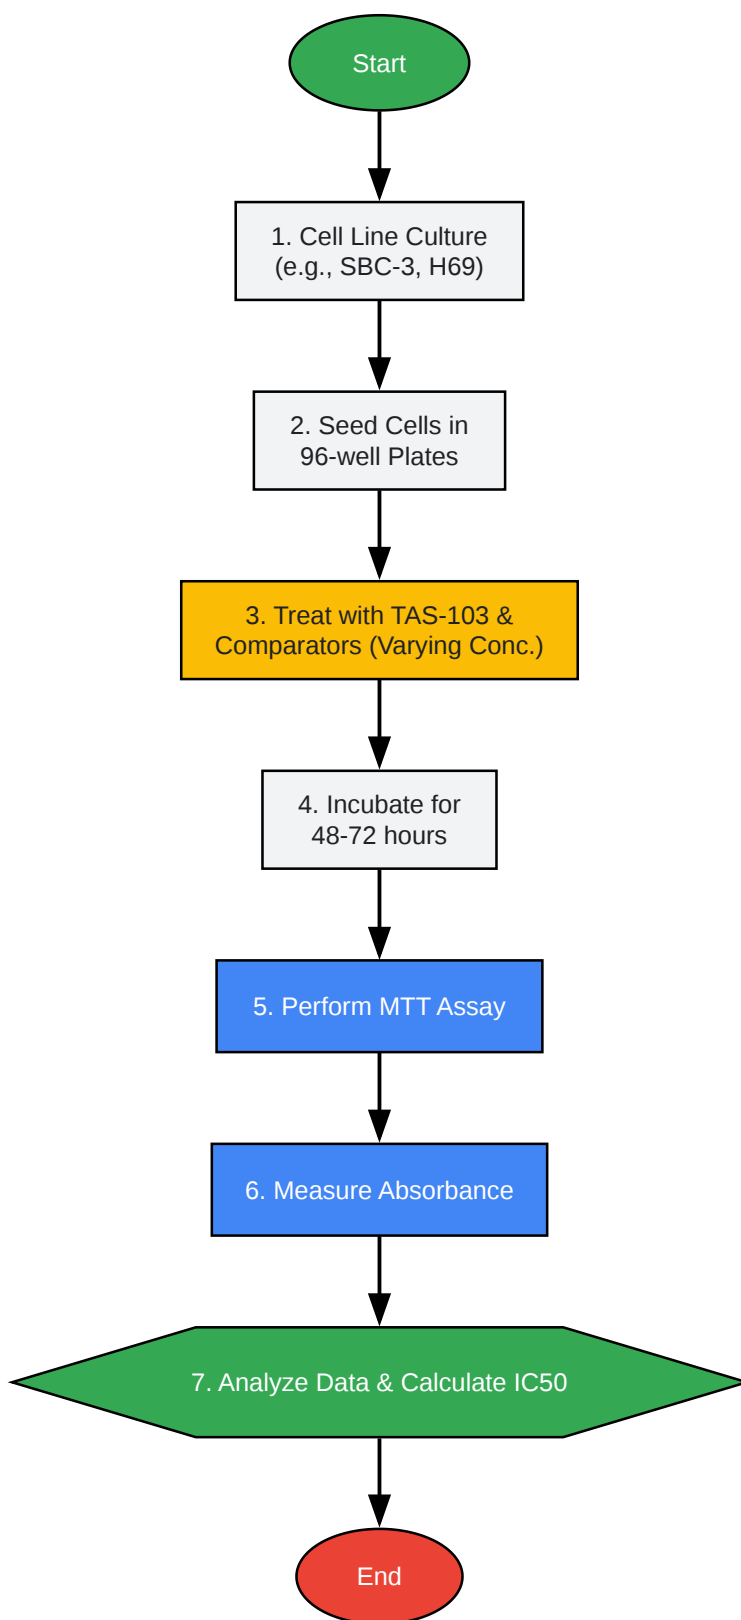 Start
1. Cell Line Culture
(e.g., SBC-3, H69)
2. Seed Cells in
96-well Plates
3. Treat with TAS-103 &
Comparators (Varying Conc.)
4. Incubate for
48-72 hours
5. Perform MTT Assay
6. Measure Absorbance
7. Analyze Data & Calculate IC50
End